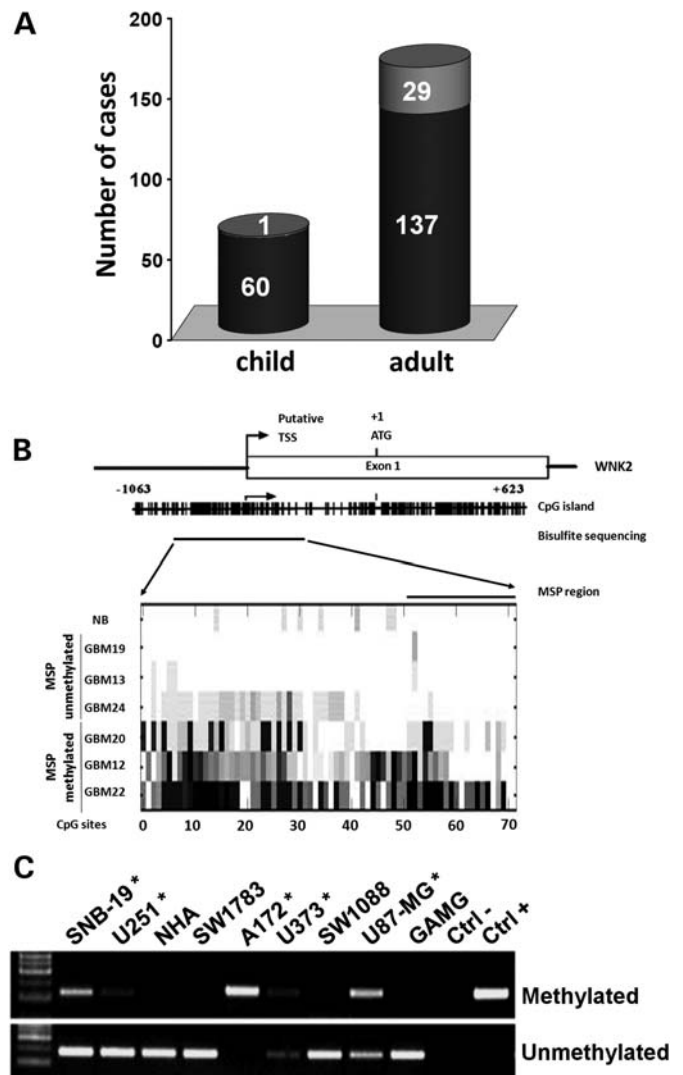 A
Number of cases
200
150
100
50
0
1
60
29
137
child
adult
B
Putative
TSS
+1
ATG
Exon 1
WNK2
-1063
+623
CpG island
Bisulfite sequencing
MSP region
MSP
unmethylated
MSP
methylated
NB
GBM19
GBM13
GBM24
GBM20
GBM12
GBM22
CpG sites
0 10 20 30 40 50 60 70
C
SNB-19* U251* NHA SW1783 A172* U373* SW1088 U87-MG* GAMG Ctrl - Ctrl +
Methylated
Unmethylated